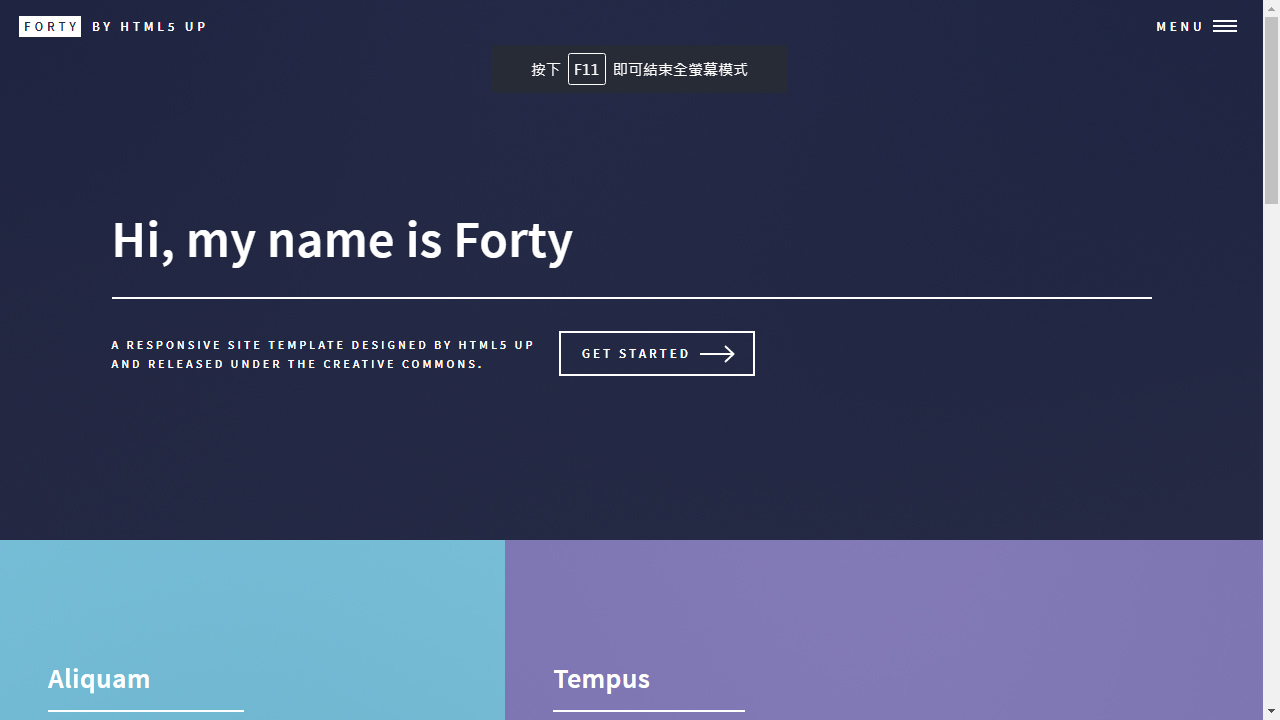 FORTY BY HTML5 UP
MENU
按下 F11 即可結束全螢幕模式
Hi, my name is Forty
A RESPONSIVE SITE TEMPLATE DESIGNED BY HTML5 UP
AND RELEASED UNDER THE CREATIVE COMMONS.
GET STARTED
Aliquam
Tempus